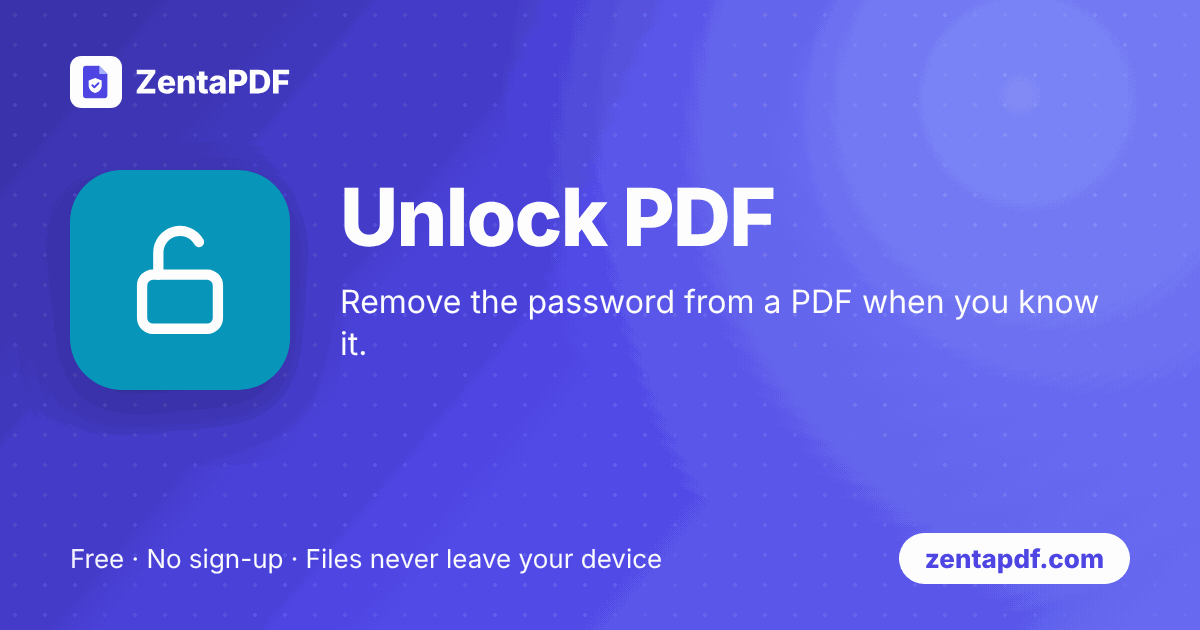 ZentaPDF
Unlock PDF
Remove the password from a PDF when you know
it.
Free · No sign-up · Files never leave your device
zentapdf.com